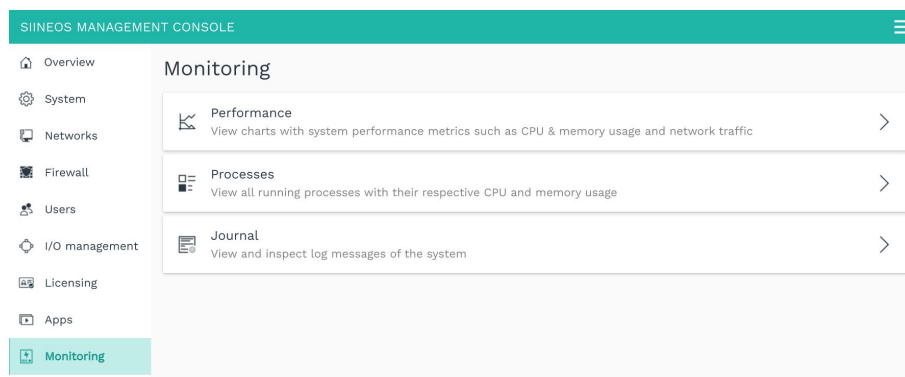 SIINEOS MANAGEMENT CONSOLE
Overview
System
Networks
Firewall
Users
I/O management
Licensing
Apps
Monitoring
Monitoring
Performance
View charts with system performance metrics such as CPU & memory usage and network traffic
Processes
View all running processes with their respective CPU and memory usage
Journal
View and inspect log messages of the system